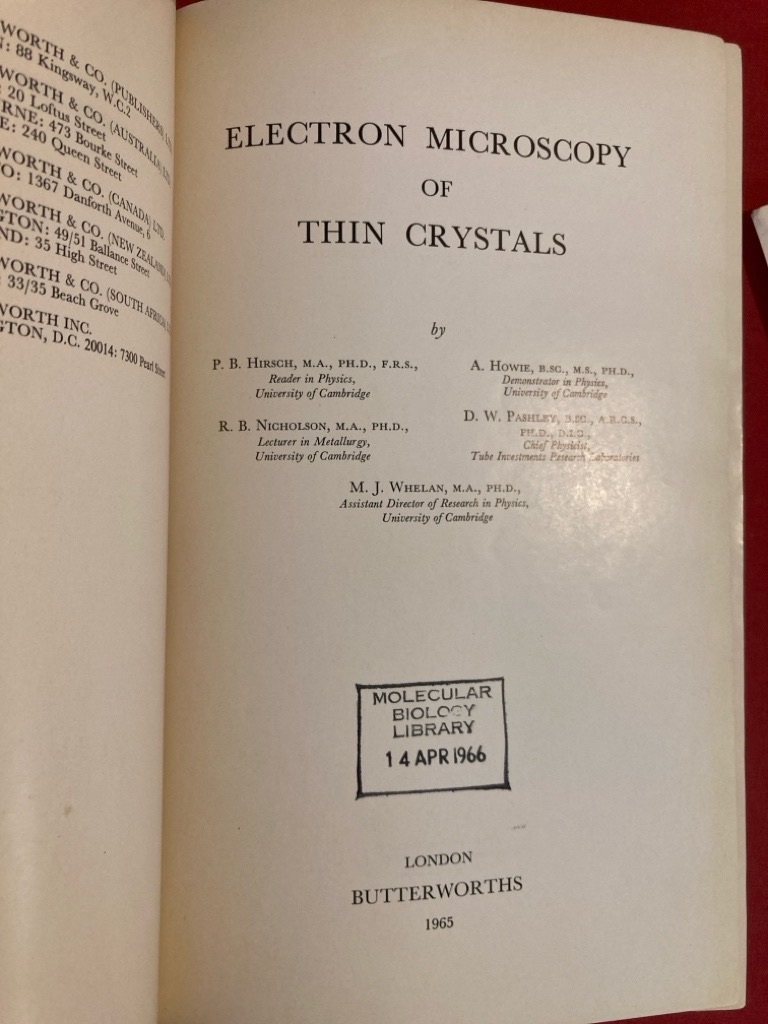 WORTH & CO. (PUBLISHERS)
88 Kingsway, W.C.2
WORTH & CO. (AUSTRALIA) LTD.
20 Loftus Street
RNE: 473 Bourke Street
E: 240 Queen Street
WORTH & CO. (CANADA) LTD.
TO: 1367 Danforth Avenue, 6
WORTH & CO. (NEW ZEALAND)
GTON: 49/51 Ballance Street
ND: 35 High Street
WORTH & CO. (SOUTH AFRICA)
33/35 Beach Grove
WORTH INC.
GTON, D.C. 20014: 7300 Pearl Street
ELECTRON MICROSCOPY
OF
THIN CRYSTALS
by
P. B. HIRSCH, M.A., PH.D., F.R.S.,
Reader in Physics,
University of Cambridge
A. HOWIE, B.SC., M.S., PH.D.,
Demonstrator in Physics,
University of Cambridge
R. B. NICHOLSON, M.A., PH.D.,
Lecturer in Metallurgy,
University of Cambridge
D. W. PASHLEY, B.SC., A.R.C.S.,
PH.D., D.I.C.,
Chief Physicist,
Tube Investments Research Laboratories
M. J. WHELAN, M.A., PH.D.,
Assistant Director of Research in Physics,
University of Cambridge
MOLECULAR
BIOLOGY
LIBRARY
14 APR 1966
LONDON
BUTTERWORTHS
1965